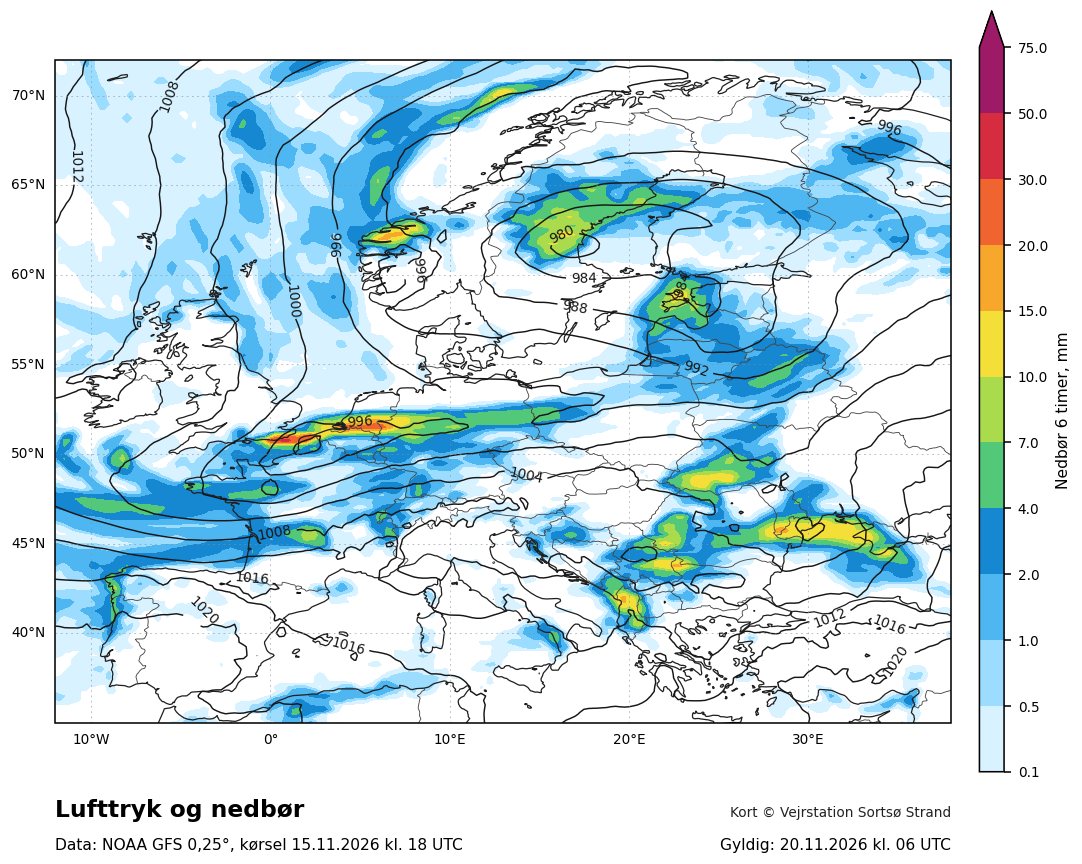 75.0
50.0
30.0
20.0
15.0
10.0
7.0
4.0
2.0
1.0
0.5
0.1
Nedbør 6 timer, mm
70°N
65°N
60°N
55°N
50°N
45°N
40°N
10°W
0°
10°E
20°E
30°E
1008
1012
996
996
996
1000
980
984
984
988
992
996
1004
1008
1016
1020
1016
1012
1016
1020
Lufttryk og nedbør
Kort © Vejrstation Sortsø Strand
Data: NOAA GFS 0,25°, kørsel 15.11.2026 kl. 18 UTC
Gyldig: 20.11.2026 kl. 06 UTC